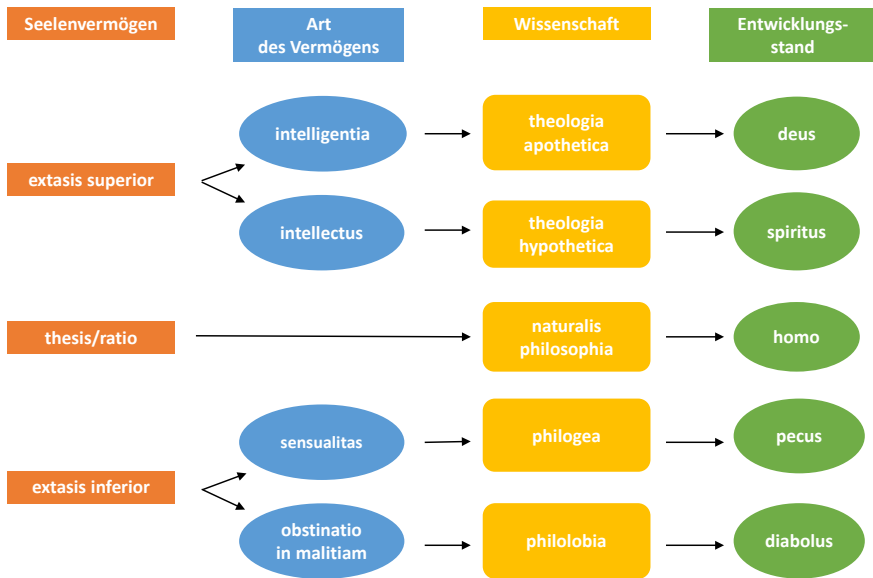 Seelenvermögen
Art
des Vermögens
Wissenschaft
Entwicklungs-
stand
extasis superior
intelligentia
theologia
apothetica
deus
intellectus
theologia
hypothetica
spiritus
thesis/ratio
naturalis
philosophia
homo
extasis inferior
sensualitas
philogea
pecus
obstinatio
in malitiam
philolobia
diabolus